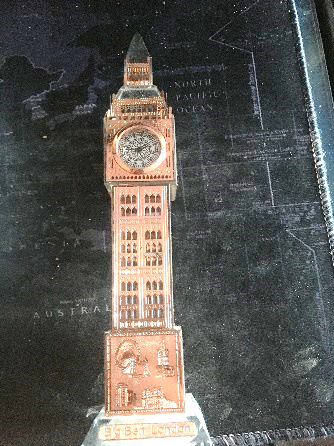 NORTH
PACIFIC
OCEAN
AUSTRAL
Big Ben London